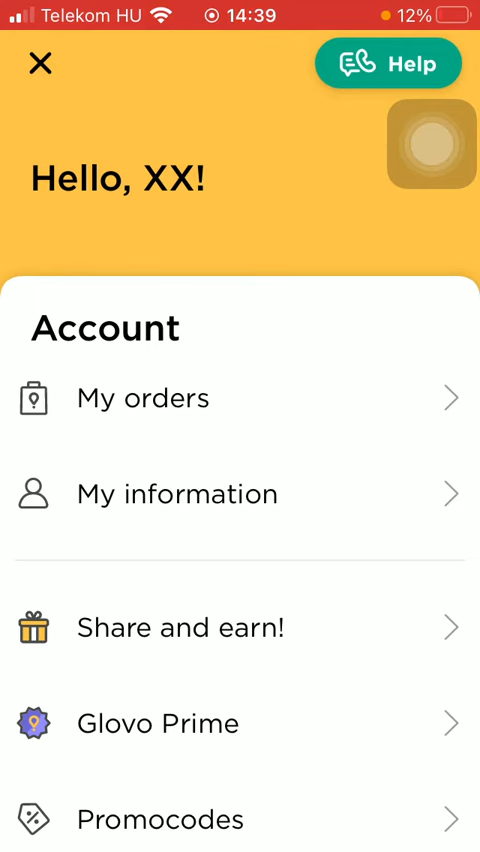 Telekom HU 14:39 12%
Help
Hello, XX!
Account
My orders
My information
Share and earn!
Glovo Prime
Promocodes